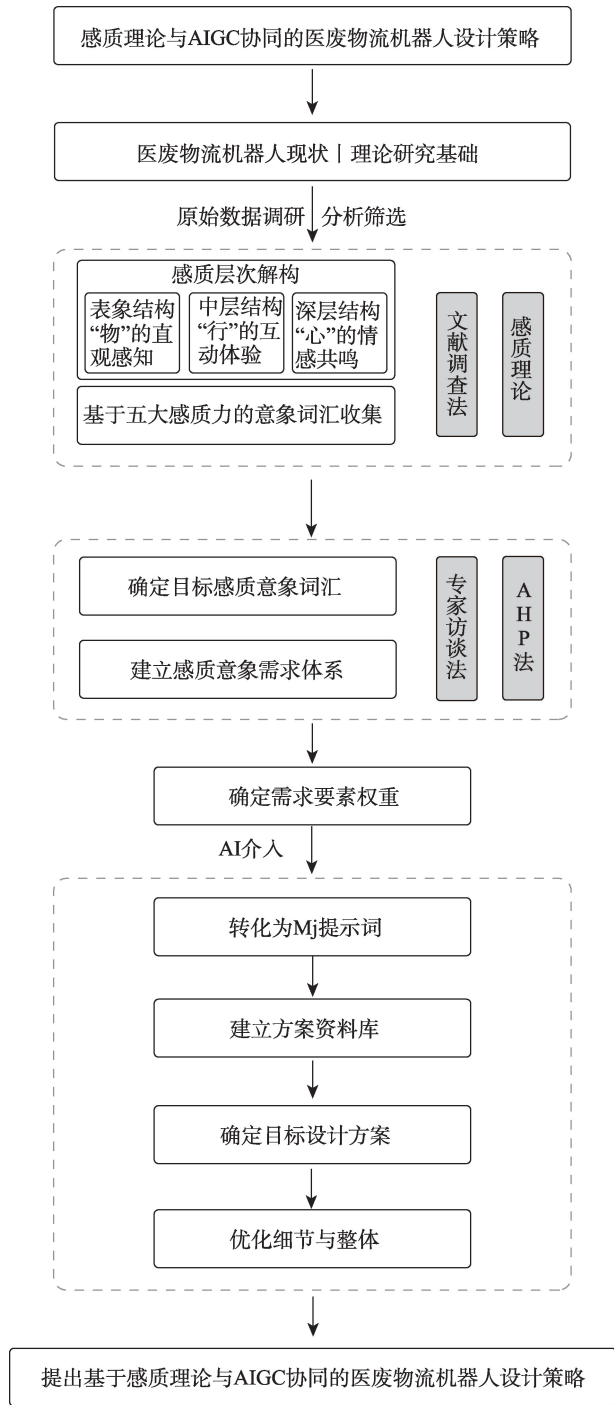 感质理论与AIGC协同的医废物流机器人设计策略
医废物流机器人现状丨理论研究基础
原始数据调研 分析筛选
感质层次解构
表象结构
“物”的直
观感知
中层结构
“行”的互
动体验
深层结构
“心”的情
感共鸣
基于五大感质力的意象词汇收集
文献调查法
感质理论
确定目标感质意象词汇
建立感质意象需求体系
专家访谈法
AHP法
确定需求要素权重
AI介入
转化为Mj提示词
建立方案资料库
确定目标设计方案
优化细节与整体
提出基于感质理论与AIGC协同的医废物流机器人设计策略